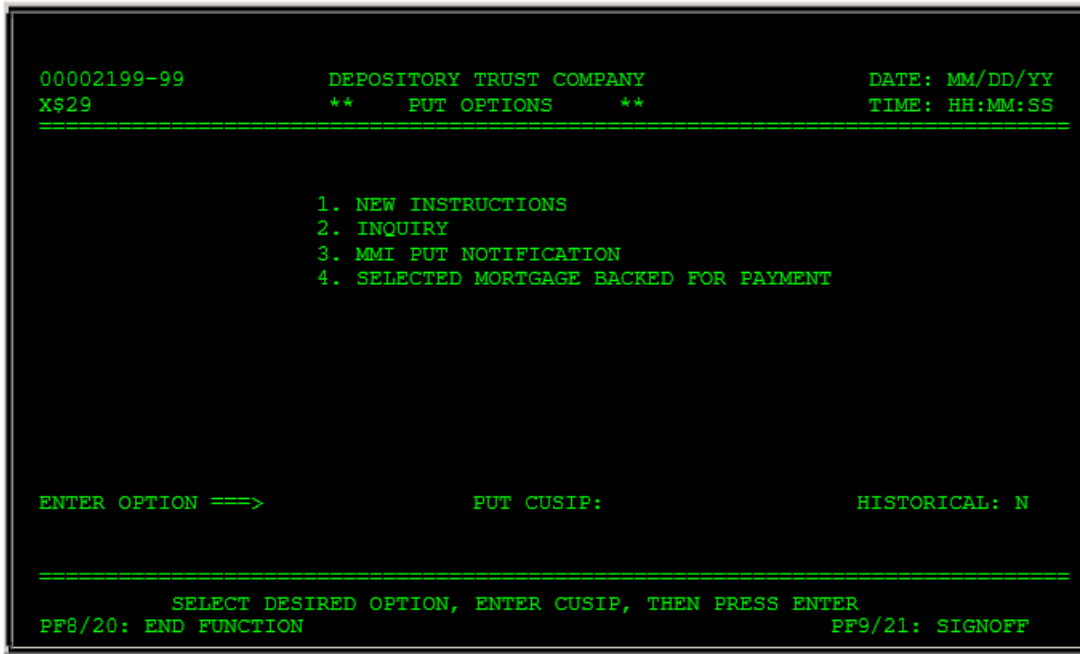 00002199-99 DEPOSITORY TRUST COMPANY DATE: MM/DD/YY
X$29 ** PUT OPTIONS ** TIME: HH:MM:SS
================================================================================
1. NEW INSTRUCTIONS
2. INQUIRY
3. MMI PUT NOTIFICATION
4. SELECTED MORTGAGE BACKED FOR PAYMENT
ENTER OPTION ===> PUT CUSIP: HISTORICAL: N
================================================================================
SELECT DESIRED OPTION, ENTER CUSIP, THEN PRESS ENTER
PF8/20: END FUNCTION PF9/21: SIGNOFF